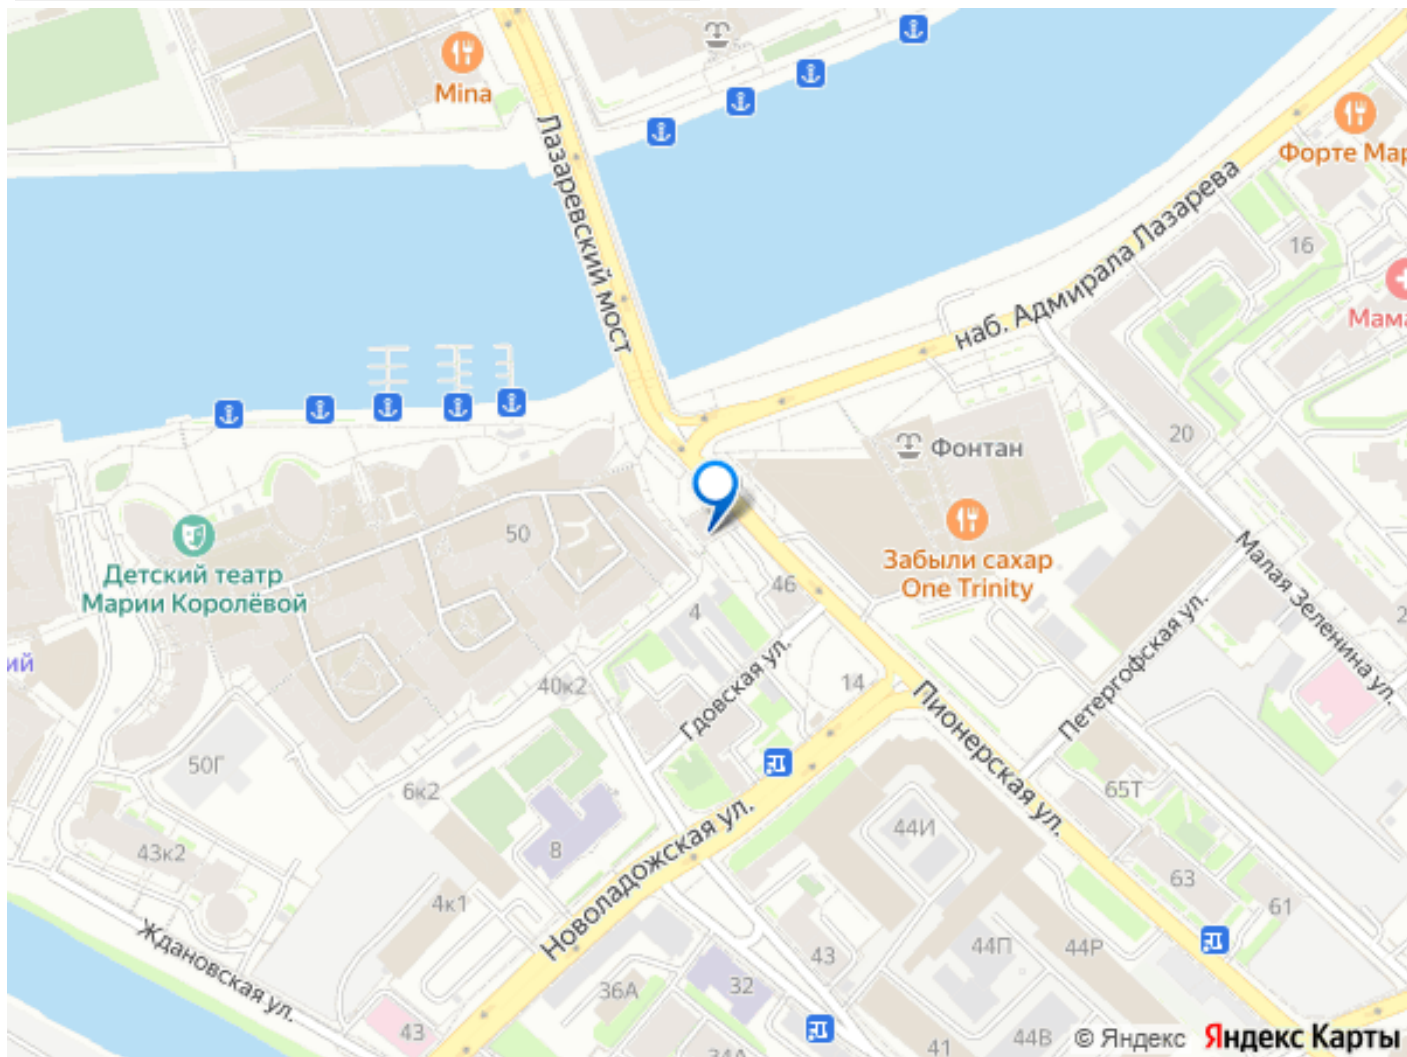 Mina
Лазаревский мост
Форте Мар
наб. Адмирала Лазарева
16
Мама
20
Фонтан
50
Забыли сахар
One Trinity
Детский театр
Марии Королёвой
Малая Зеленина ул.
46
4
Петергофская ул.
ий
Гдовская ул.
14
40к2
Пионерская ул.
50Г
6к2
65Т
44И
8
43к2
Новоладожская ул.
63
4к1
61
Ждановская ул.
43
44П
44Р
32
36А
43
44В
41
34А
© Яндекс Яндекс Карты